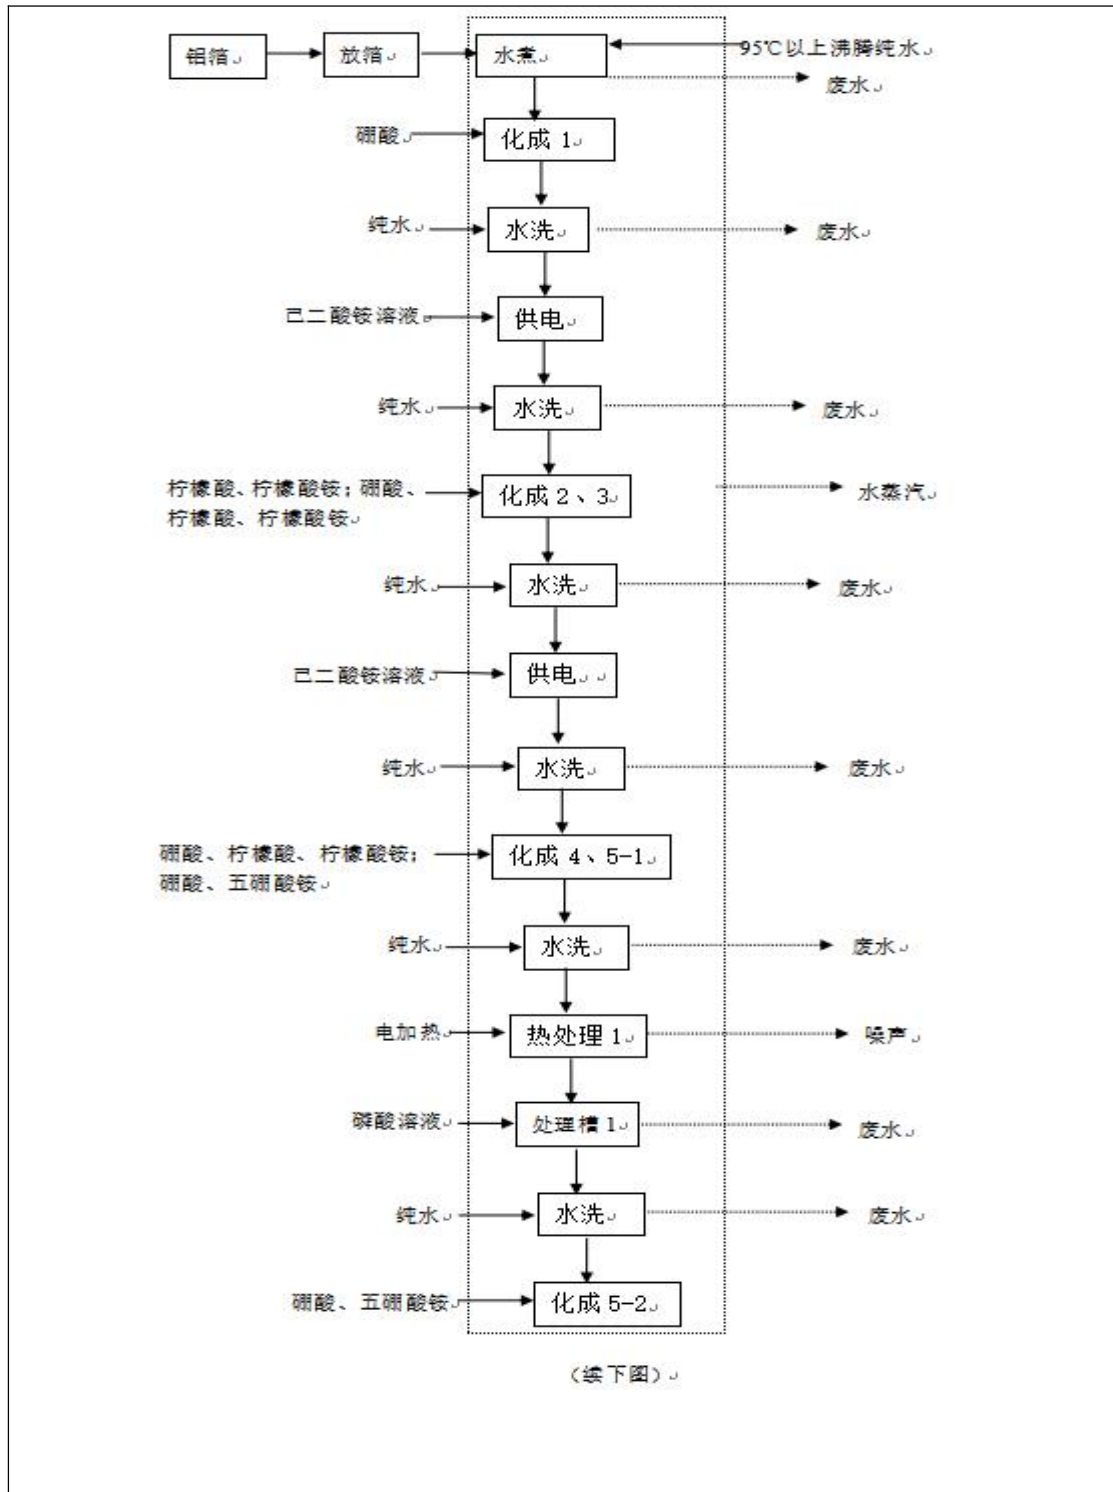 铝箔
放箔
水煮
95℃以上沸腾纯水
废水
硼酸
化成 1
纯水
水洗
废水
己二酸铵溶液
供电
纯水
水洗
废水
柠檬酸、柠檬酸铵；硼酸、
柠檬酸、柠檬酸铵
化成 2、3
水蒸汽
纯水
水洗
废水
己二酸铵溶液
供电
纯水
水洗
废水
硼酸、柠檬酸、柠檬酸铵；
硼酸、五硼酸铵
化成 4、5-1
纯水
水洗
废水
电加热
热处理 1
噪声
磷酸溶液
处理槽 1
废水
纯水
水洗
废水
硼酸、五硼酸铵
化成 5-2
（续下图）